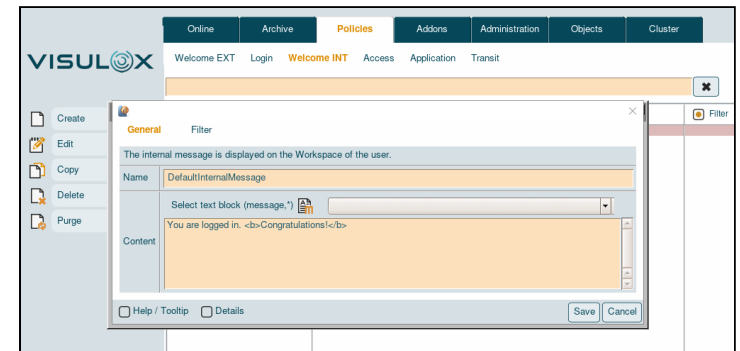 Online Archive Policies Addons Administration Objects Cluster
VISULOX
Welcome EXT Login Welcome INT Access Application Transit
Create
Edit
Copy
Delete
Purge
Filter
General Filter
The internal message is displayed on the Workspace of the user.
Name DefaultInternalMessage
Select text block (message,*)
Content
You are logged in. <b>Congratulations!</b>
Help / Tooltip Details Save Cancel